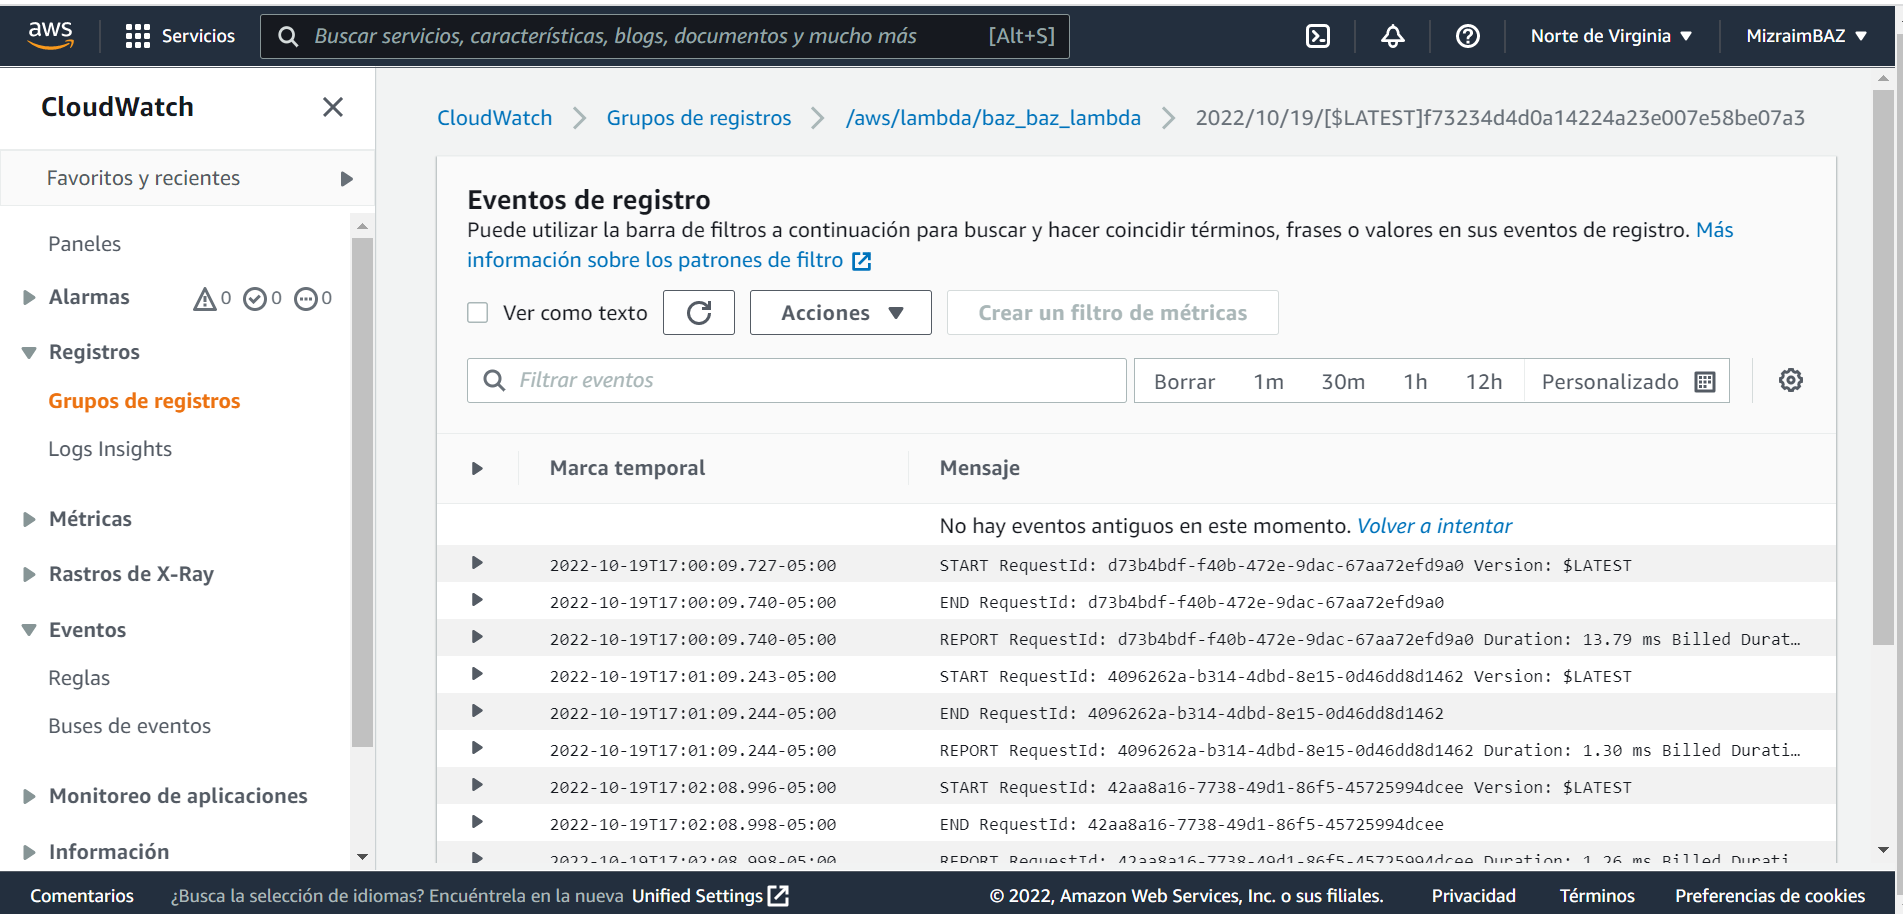 aws
Servicios
Buscar servicios, características, blogs, documentos y mucho más [Alt+S]
Norte de Virginia
MizraimBAZ
CloudWatch
Favoritos y recientes
Paneles
Alarmas 0 0 0
Registros
Grupos de registros
Logs Insights
Métricas
Rastros de X-Ray
Eventos
Reglas
Buses de eventos
Monitoreo de aplicaciones
Información
CloudWatch Grupos de registros /aws/lambda/baz_baz_lambda 2022/10/19/[$LATEST]f73234d4d0a14224a23e007e58be07a3
Eventos de registro
Puede utilizar la barra de filtros a continuación para buscar y hacer coincidir términos, frases o valores en sus eventos de registro. Más
información sobre los patrones de filtro
Ver como texto
Acciones
Crear un filtro de métricas
Filtrar eventos
Borrar 1m 30m 1h 12h Personalizado
Marca temporal Mensaje
No hay eventos antiguos en este momento. Volver a intentar
2022-10-19T17:00:09.727-05:00 START RequestId: d73b4bdf-f40b-472e-9dac-67aa72efd9a0 Version: $LATEST
2022-10-19T17:00:09.740-05:00 END RequestId: d73b4bdf-f40b-472e-9dac-67aa72efd9a0
2022-10-19T17:00:09.740-05:00 REPORT RequestId: d73b4bdf-f40b-472e-9dac-67aa72efd9a0 Duration: 13.79 ms Billed Durat…
2022-10-19T17:01:09.243-05:00 START RequestId: 4096262a-b314-4dbd-8e15-0d46dd8d1462 Version: $LATEST
2022-10-19T17:01:09.244-05:00 END RequestId: 4096262a-b314-4dbd-8e15-0d46dd8d1462
2022-10-19T17:01:09.244-05:00 REPORT RequestId: 4096262a-b314-4dbd-8e15-0d46dd8d1462 Duration: 1.30 ms Billed Durati…
2022-10-19T17:02:08.996-05:00 START RequestId: 42aa8a16-7738-49d1-86f5-45725994dcee Version: $LATEST
2022-10-19T17:02:08.998-05:00 END RequestId: 42aa8a16-7738-49d1-86f5-45725994dcee
2022-10-19T17:02:08.998-05:00 REPORT RequestId: 42aa8a16-7738-49d1-86f5-45725994dcee Duration: 1.26 ms Billed Durati…
Comentarios
¿Busca la selección de idiomas? Encuéntrela en la nueva Unified Settings
© 2022, Amazon Web Services, Inc. o sus filiales.
Privacidad
Términos
Preferencias de cookies